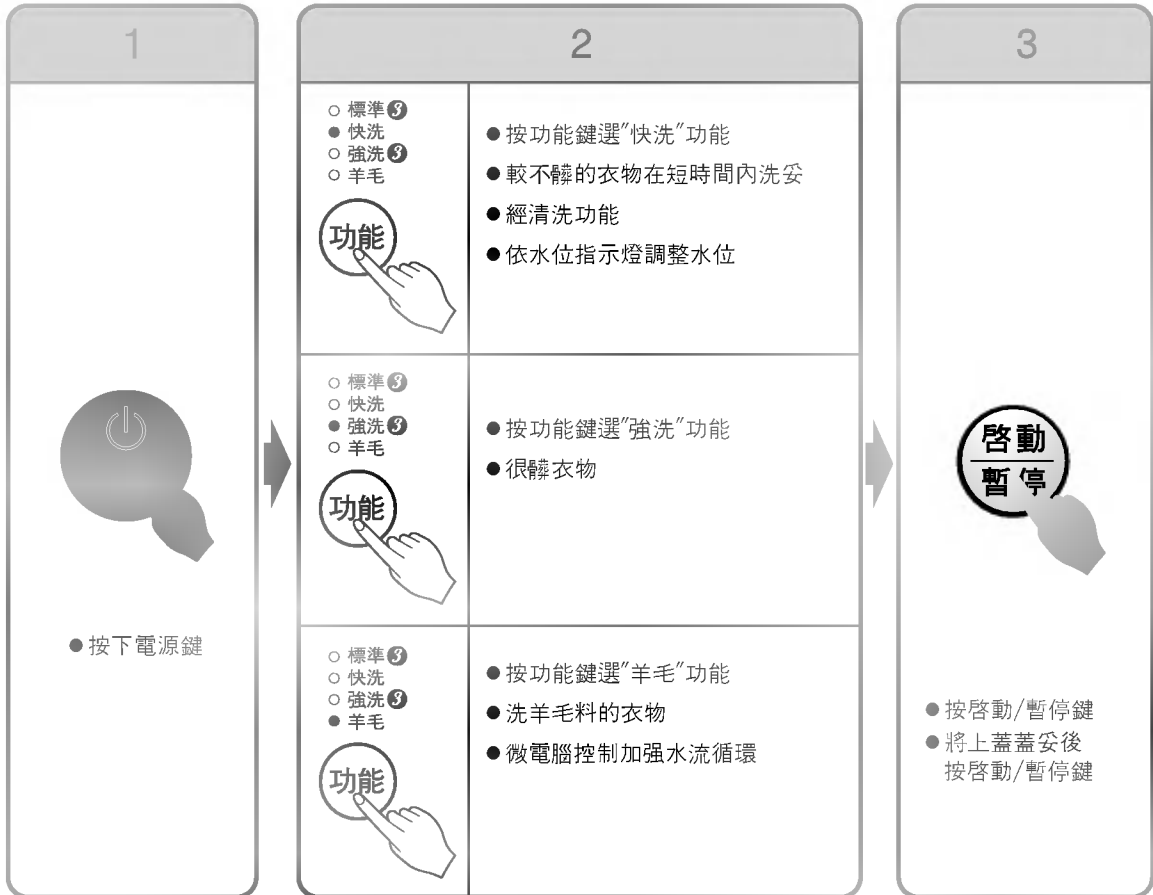 1
●按下電源鍵
2
○ 標準❸
● 快洗
○ 強洗❸
○ 羊毛
功能
●按功能鍵選"快洗"功能
●較不髒的衣物在短時間內洗妥
●經清洗功能
●依水位指示燈調整水位
○ 標準❸
○ 快洗
● 強洗❸
○ 羊毛
功能
●按功能鍵選"強洗"功能
●很髒衣物
○ 標準❸
○ 快洗
○ 強洗❸
● 羊毛
功能
●按功能鍵選"羊毛"功能
●洗羊毛料的衣物
●微電腦控制加强水流循環
3
啓動
暫停
●按啓動/暫停鍵
●將上蓋蓋妥後
按啓動/暫停鍵